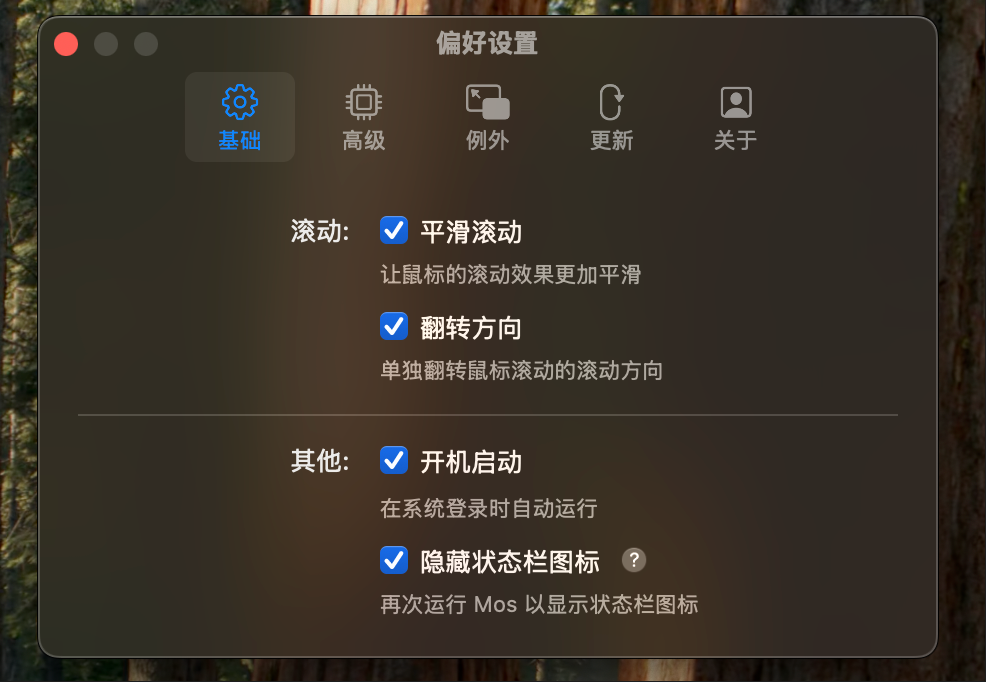 偏好设置
基础
高级
例外
更新
关于
滚动: 平滑滚动
让鼠标的滚动效果更加平滑
翻转方向
单独翻转鼠标滚动的滚动方向
其他: 开机启动
在系统登录时自动运行
隐藏状态栏图标 ?
再次运行 Mos 以显示状态栏图标